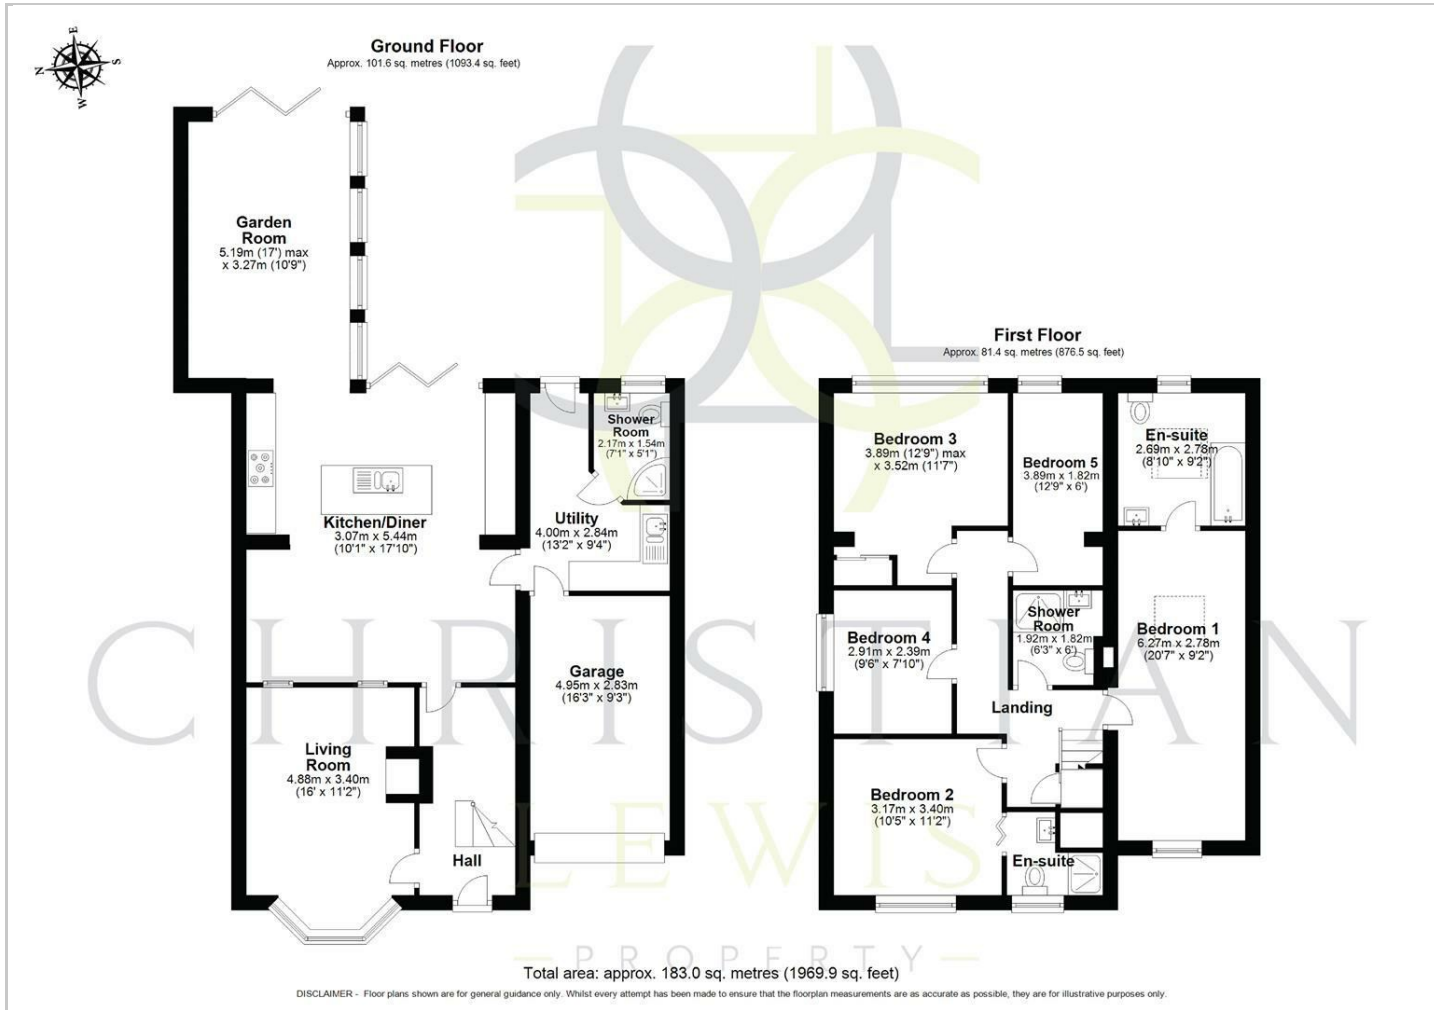 Ground Floor
Approx. 101.6 sq. metres (1093.4 sq. feet)
N
E
S
W
Garden
Room
5.19m (17') max
x 3.27m (10'9")
Kitchen/Diner
3.07m x 5.44m
(10'1" x 17'10")
Shower
Room
2.17m x 1.54m
(7'1" x 5'1")
Utility
4.00m x 2.84m
(13'2" x 9'4")
Garage
4.95m x 2.83m
(16'3" x 9'3")
Living
Room
4.88m x 3.40m
(16' x 11'2")
Hall
First Floor
Approx. 81.4 sq. metres (876.5 sq. feet)
Bedroom 3
3.89m (12'9") max
x 3.52m (11'7")
Bedroom 5
3.89m x 1.82m
(12'9" x 6')
En-suite
2.69m x 2.78m
(8'10" x 9'2")
Bedroom 4
2.91m x 2.39m
(9'6" x 7'10")
Shower
Room
1.92m x 1.82m
(6'3" x 6')
Bedroom 1
6.27m x 2.78m
(20'7" x 9'2")
Landing
Bedroom 2
3.17m x 3.40m
(10'5" x 11'2")
En-suite
CHRISTIAN
LEWIS
PROPERTY
Total area: approx. 183.0 sq. metres (1969.9 sq. feet)
DISCLAIMER - Floor plans shown are for general guidance only. Whilst every attempt has been made to ensure that the floorplan measurements are as accurate as possible, they are for illustrative purposes only.